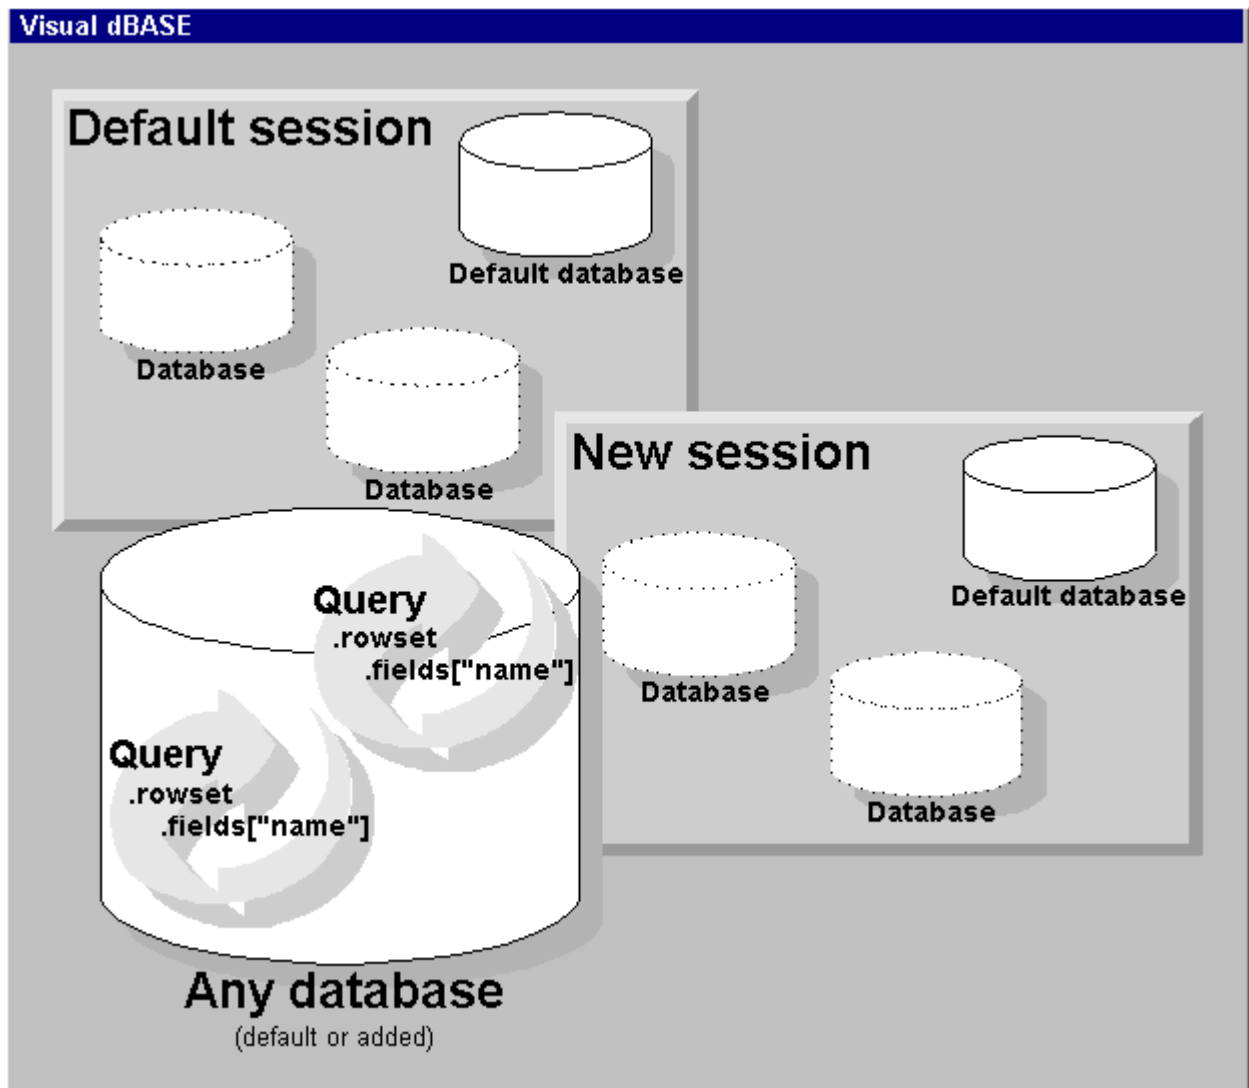 Visual dBASE
Default session
Default database
Database
Database
New session
Default database
Database
Database
Query
.rowset
.fields["name"]
Query
.rowset
.fields["name"]
Any database
(default or added)